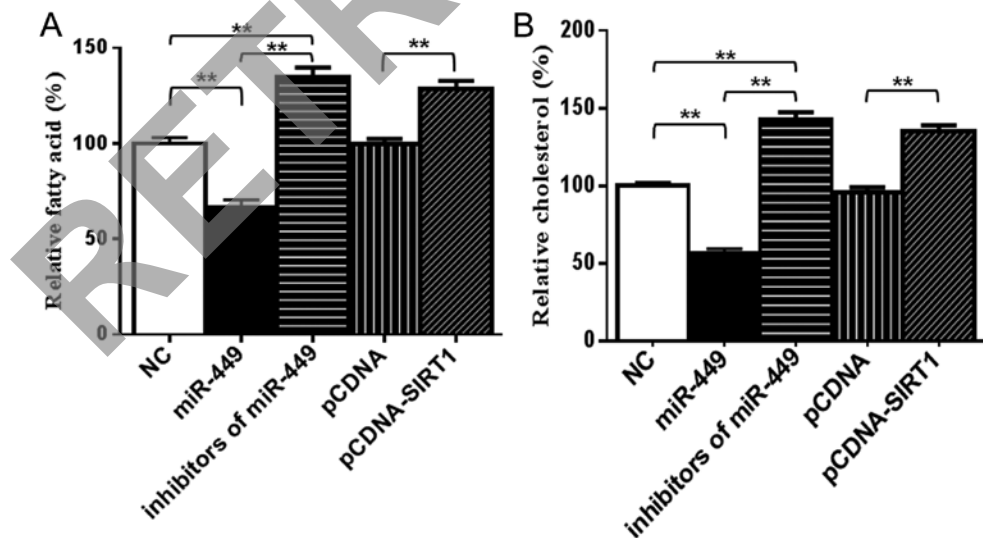 A
Relative fatty acid (%)
150
100
50
0
**
**
**
**
NC
miR-449
inhibitors of miR-449
pCDNA
pCDNA-SIRT1
B
Relative cholesterol (%)
200
150
100
50
0
**
**
**
**
NC
miR-449
inhibitors of miR-449
pCDNA
pCDNA-SIRT1
RETR